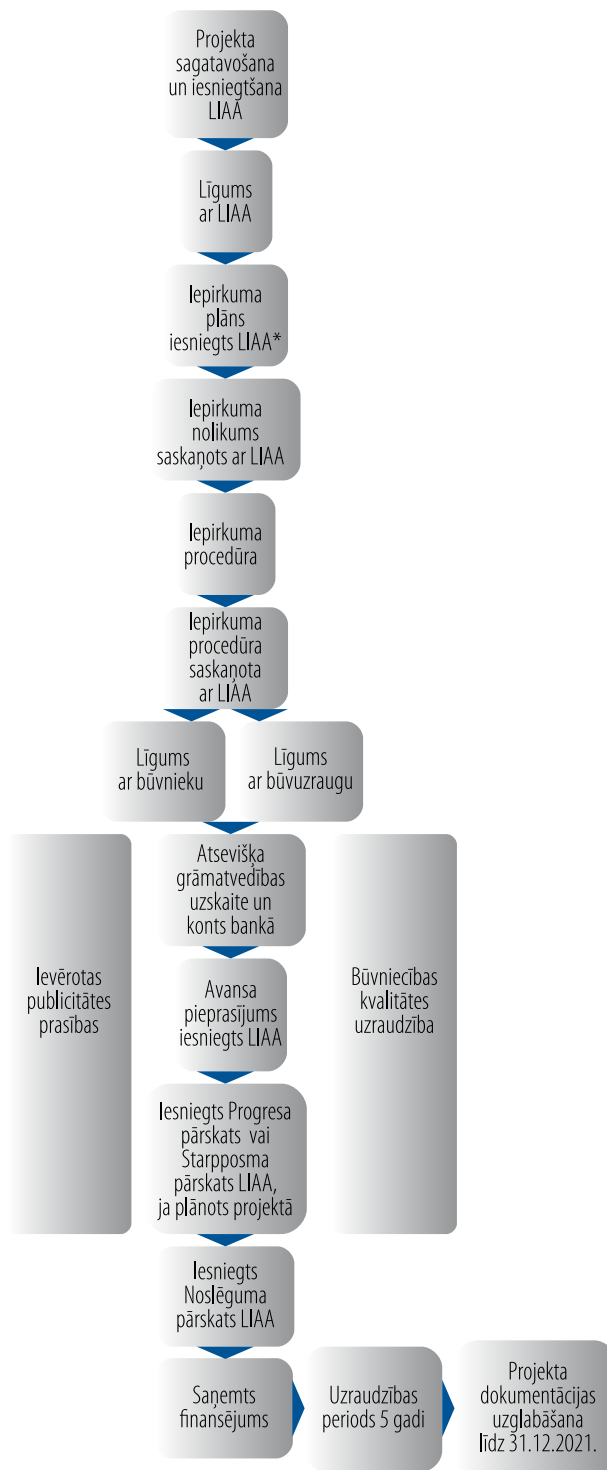 Projekta
sagatavošana
un iesniegtšana
LIAA
Līgums
ar LIAA
Iepirkuma
plāns
iesniegts LIAA*
Iepirkuma
nolikums
saskaņots ar LIAA
Iepirkuma
procedūra
Iepirkuma
procedūra
saskaņota
ar LIAA
Līgums
ar būvnieku
Līgums
ar būvuzraugu
Ievērotas
publicitātes
prasības
Atsevišķa
grāmatvedības
uzskaite un
konts bankā
Avansa
pieprasījums
iesniegts LIAA
Iesniegts Progresa
pārskats vai
Starpposma
pārskats LIAA,
ja plānots projektā
Būvniecības
kvalitātes
uzraudzība
Iesniegts
Noslēguma
pārskats LIAA
Saņemts
finansējums
Uzraudzības
periods 5 gadi
Projekta
dokumentācijas
uzglabāšana
līdz 31.12.2021.